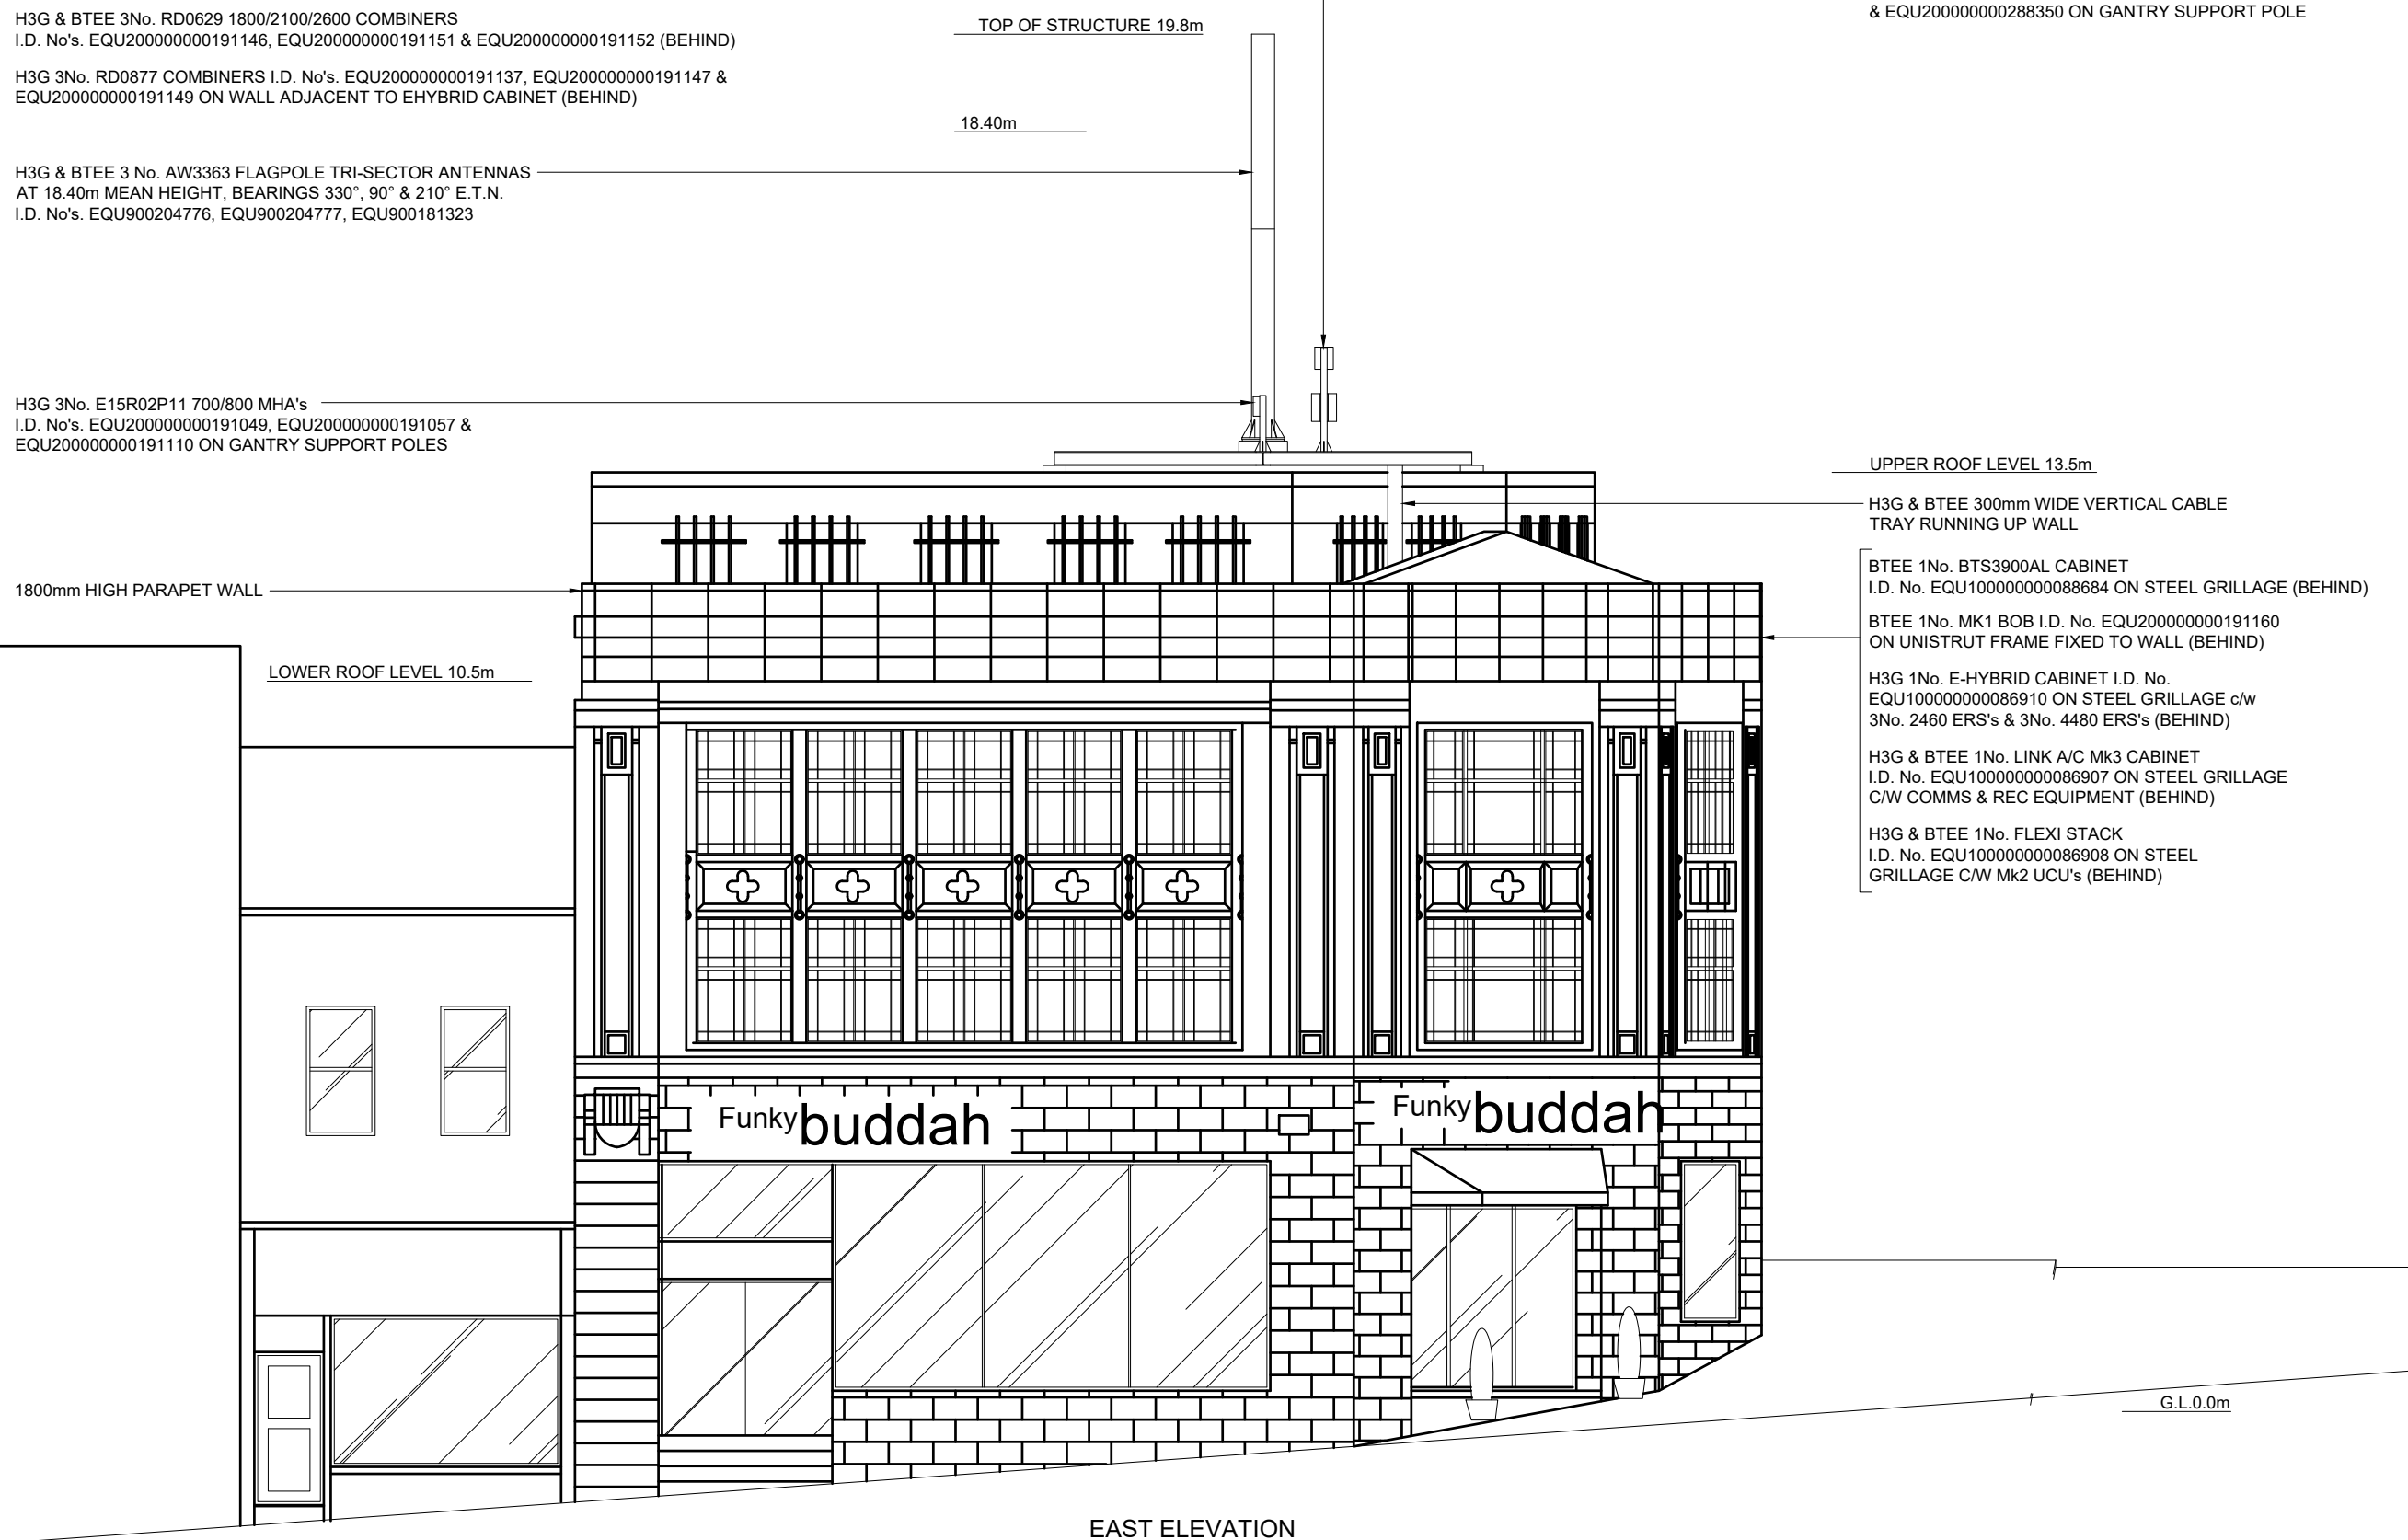 H3G & BTEE 3No. RD0629 1800/2100/2600 COMBINERS
I.D. No's. EQU200000000191146, EQU200000000191151 & EQU200000000191152 (BEHIND)
H3G 3No. RD0877 COMBINERS I.D. No's. EQU200000000191137, EQU200000000191147 &
EQU200000000191149 ON WALL ADJACENT TO EHYBRID CABINET (BEHIND)
H3G & BTEE 3 No. AW3363 FLAGPOLE TRI-SECTOR ANTENNAS
AT 18.40m MEAN HEIGHT, BEARINGS 330°, 90° & 210° E.T.N.
I.D. No's. EQU900204776, EQU900204777, EQU900181323
H3G 3No. E15R02P11 700/800 MHA's
I.D. No's. EQU200000000191049, EQU200000000191057 &
EQU200000000191110 ON GANTRY SUPPORT POLES
1800mm HIGH PARAPET WALL
LOWER ROOF LEVEL 10.5m
TOP OF STRUCTURE 19.8m
18.40m
& EQU200000000288350 ON GANTRY SUPPORT POLE
UPPER ROOF LEVEL 13.5m
H3G & BTEE 300mm WIDE VERTICAL CABLE
TRAY RUNNING UP WALL
BTEE 1No. BTS3900AL CABINET
I.D. No. EQU100000000088684 ON STEEL GRILLAGE (BEHIND)
BTEE 1No. MK1 BOB I.D. No. EQU200000000191160
ON UNISTRUT FRAME FIXED TO WALL (BEHIND)
H3G 1No. E-HYBRID CABINET I.D. No.
EQU100000000086910 ON STEEL GRILLAGE c/w
3No. 2460 ERS's & 3No. 4480 ERS's (BEHIND)
H3G & BTEE 1No. LINK A/C Mk3 CABINET
I.D. No. EQU100000000086907 ON STEEL GRILLAGE
C/W COMMS & REC EQUIPMENT (BEHIND)
H3G & BTEE 1No. FLEXI STACK
I.D. No. EQU100000000086908 ON STEEL
GRILLAGE C/W Mk2 UCU's (BEHIND)
Funky buddah
Funky buddah
G.L.0.0m
EAST ELEVATION